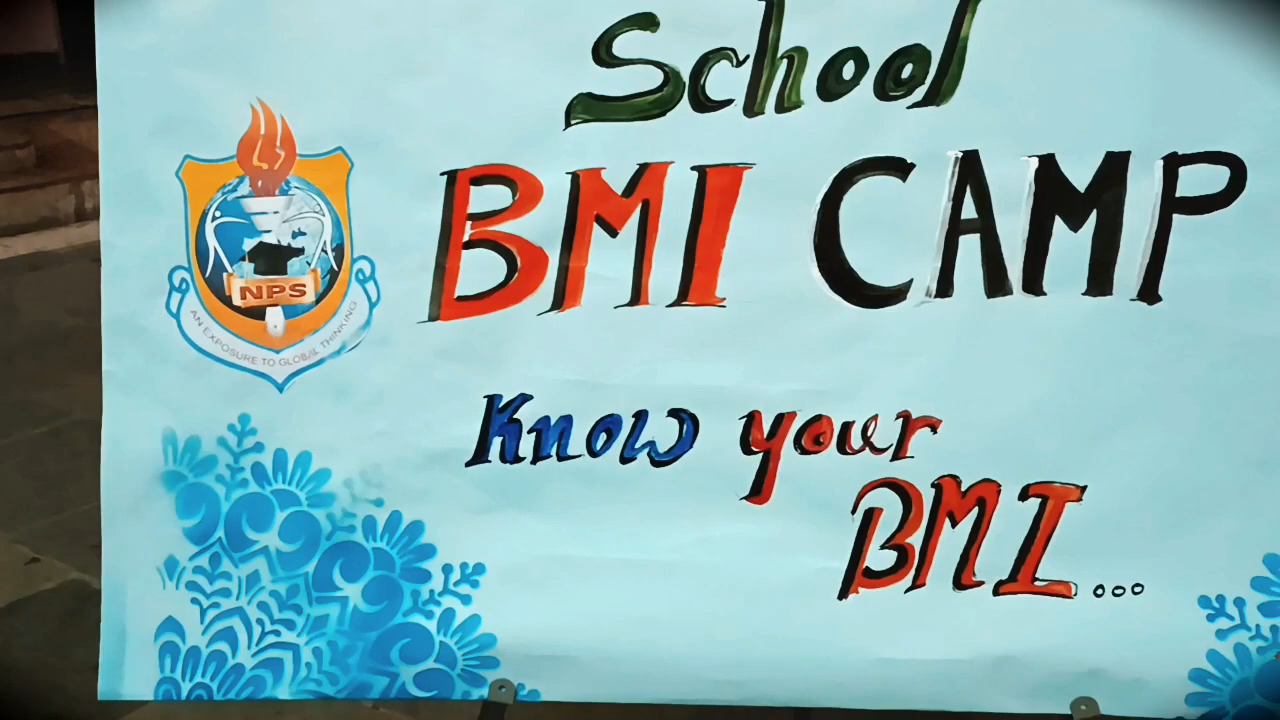 School
BMI CAMP
NPS
AN EXPOSURE TO GLOBAL THINKING
Know your
BMI...